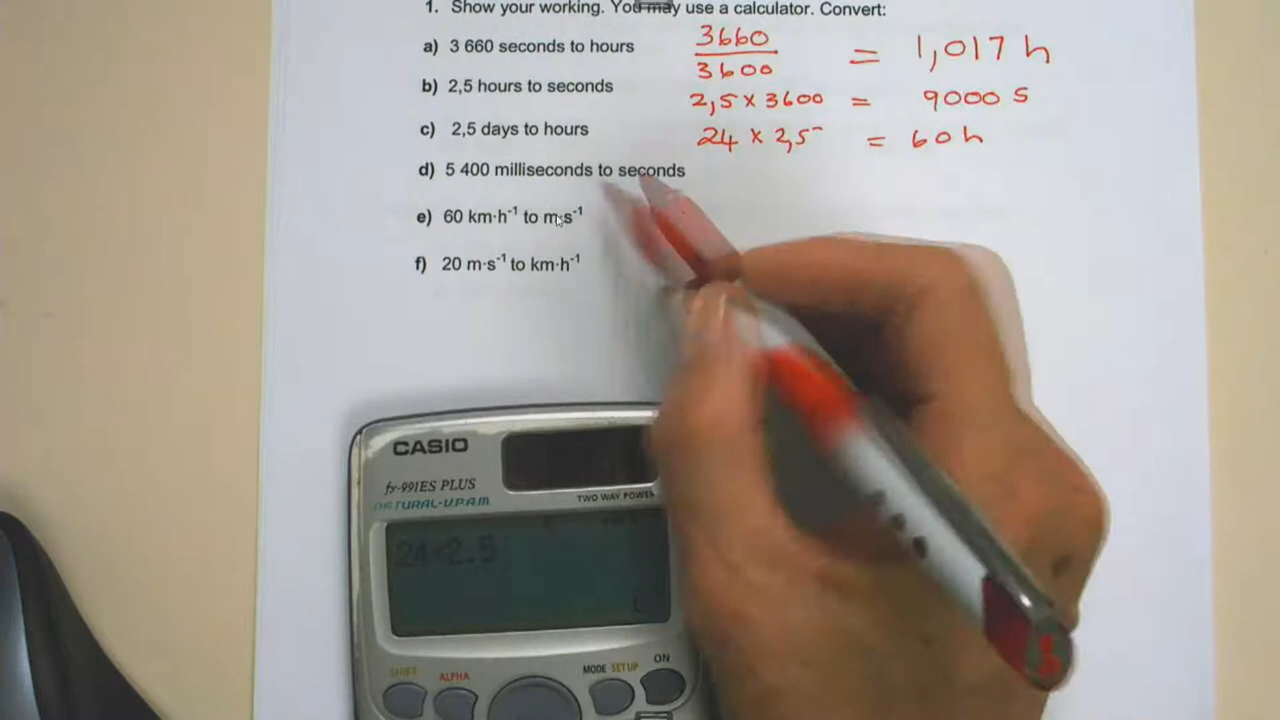 1. Show your working. You may use a calculator. Convert:
a) 3 660 seconds to hours 3660/3600 = 1,017 h
b) 2,5 hours to seconds 2,5 × 3600 = 9000 s
c) 2,5 days to hours 24 × 2,5 = 60 h
d) 5 400 milliseconds to seconds
e) 60 km·h⁻¹ to m·s⁻¹
f) 20 m·s⁻¹ to km·h⁻¹
CASIO
fx-991ES PLUS
NATURAL-V.P.A.M.
TWO WAY POWER
24×2.5
SHIFT ALPHA MODE SETUP ON